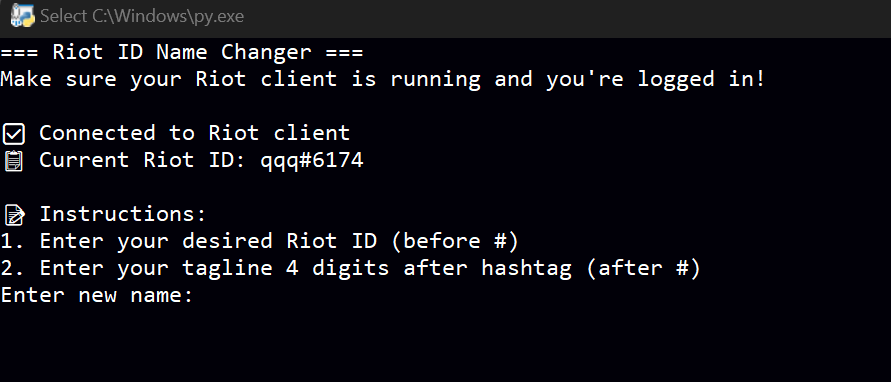 Select C:\Windows\py.exe
=== Riot ID Name Changer ===
Make sure your Riot client is running and you're logged in!
Connected to Riot client
Current Riot ID: qqq#6174
Instructions:
1. Enter your desired Riot ID (before #)
2. Enter your tagline 4 digits after hashtag (after #)
Enter new name: